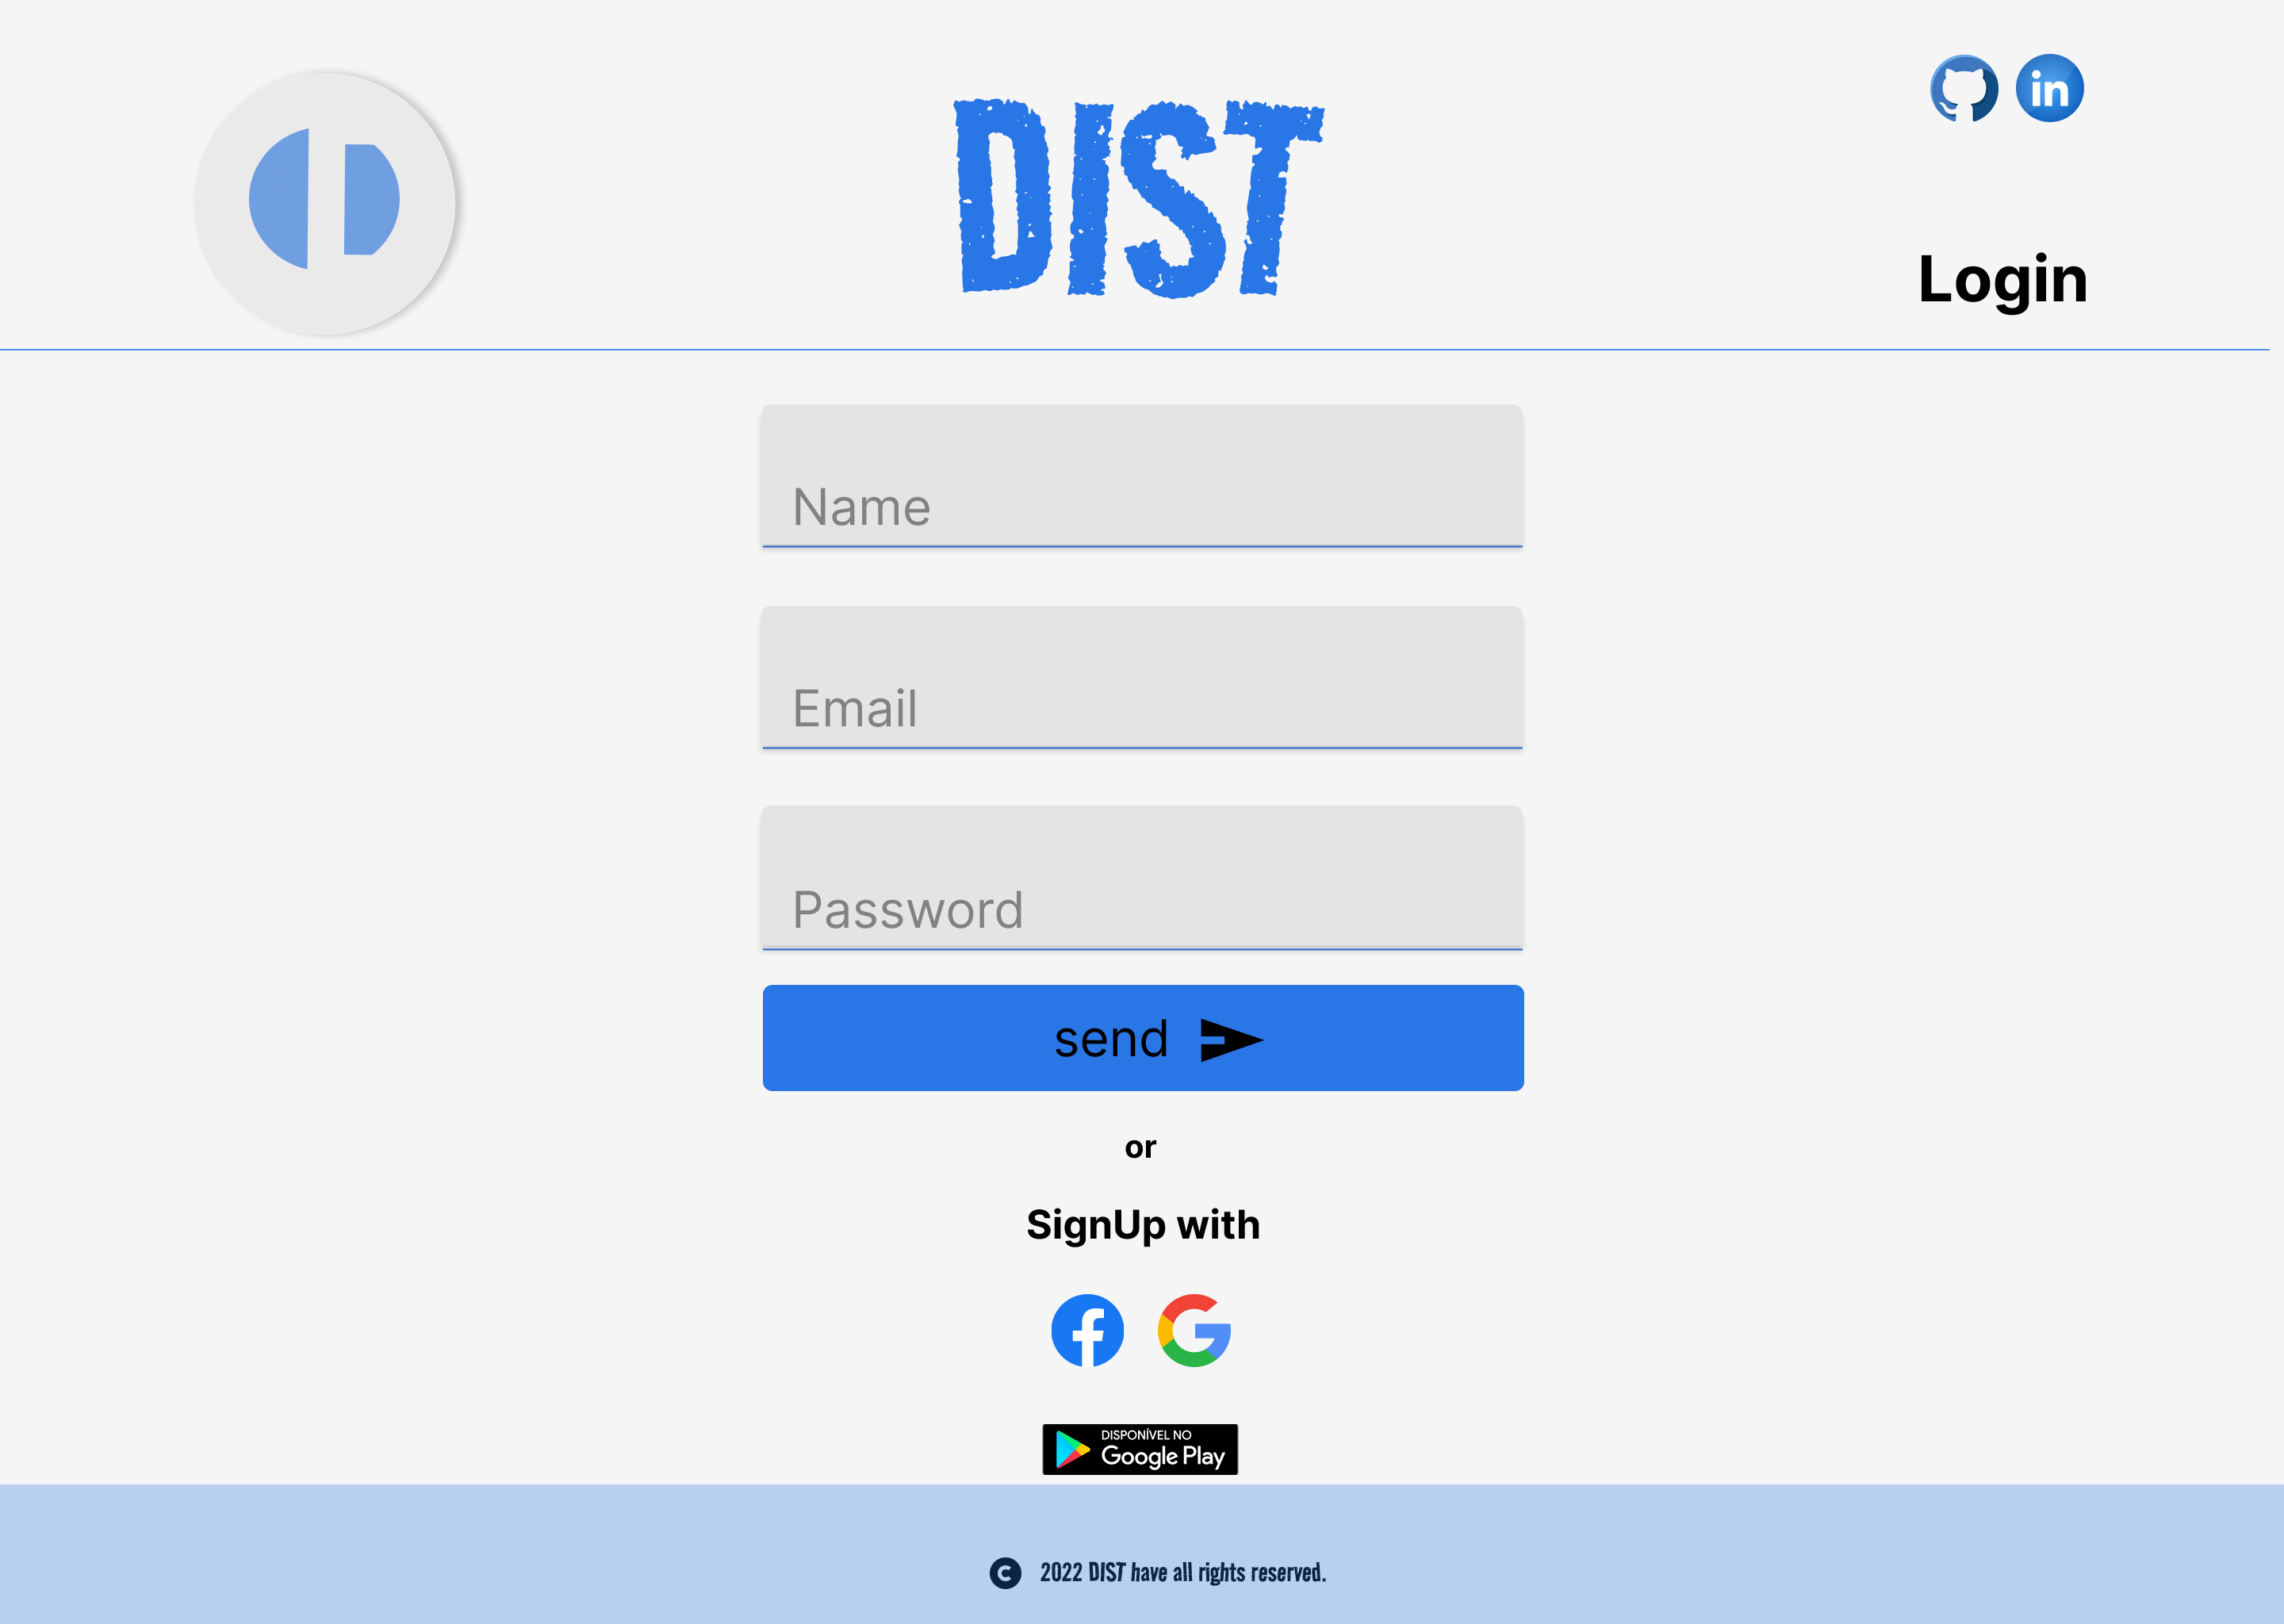 DIST
in
Login
Name
Email
Password
send
or
SignUp with
DISPONÍVEL NO
Google Play
© 2022 DIST have all rights reserved.